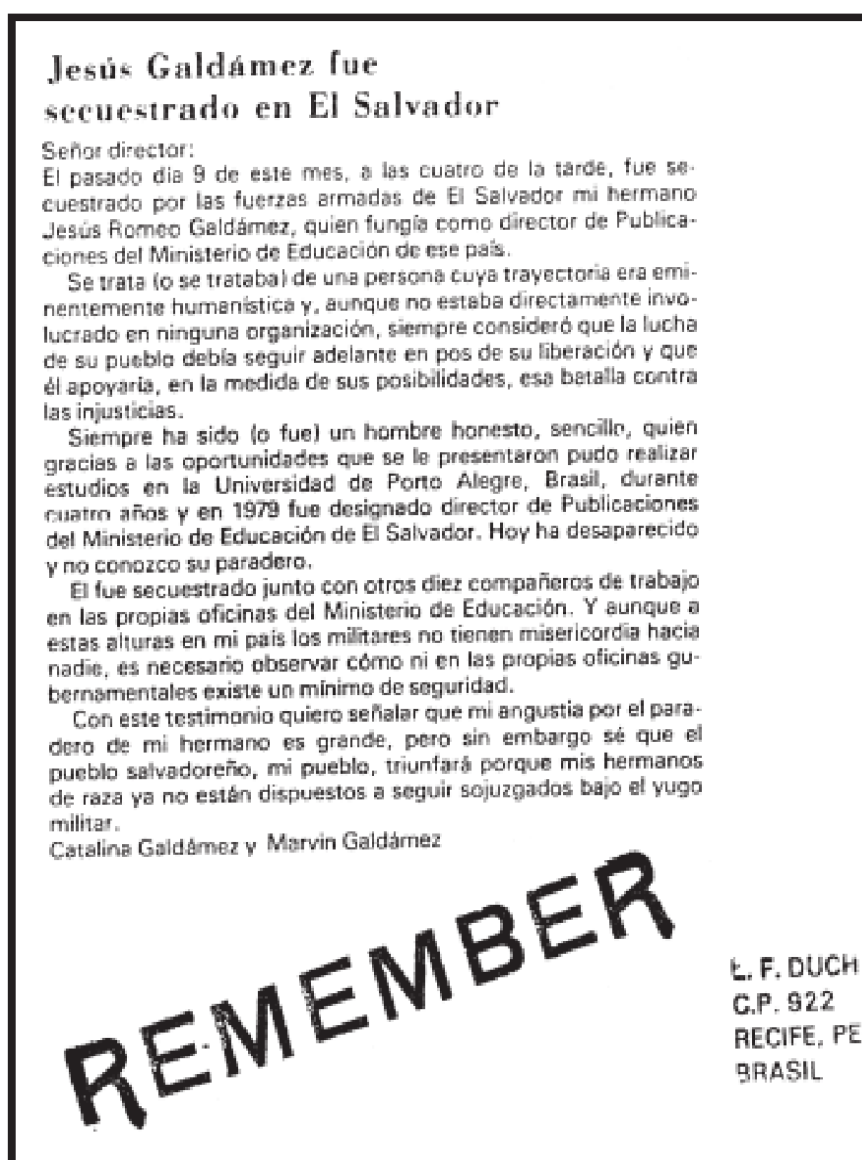 Jesús Galdámez fue
secuestrado en El Salvador
Señor director:
El pasado día 9 de este mes, a las cuatro de la tarde, fue se-
cuestrado por las fuerzas armadas de El Salvador mi hermano
Jesús Romeo Galdámez, quien fungía como director de Publica-
ciones del Ministerio de Educación de ese país.
Se trata (o se trataba) de una persona cuya trayectoria era emi-
nentemente humanística y, aunque no estaba directamente invo-
lucrado en ninguna organización, siempre consideró que la lucha
de su pueblo debía seguir adelante en pos de su liberación y que
él apoyaría, en la medida de sus posibilidades, esa batalla contra
las injusticias.
Siempre ha sido (o fue) un hombre honesto, sencillo, quien
gracias a las oportunidades que se le presentaron pudo realizar
estudios en la Universidad de Porto Alegre, Brasil, durante
cuatro años y en 1979 fue designado director de Publicaciones
del Ministerio de Educación de El Salvador. Hoy ha desaparecido
y no conozco su paradero.
El fue secuestrado junto con otros diez compañeros de trabajo
en las propias oficinas del Ministerio de Educación. Y aunque a
estas alturas en mi país los militares no tienen misericordia hacia
nadie, es necesario observar cómo ni en las propias oficinas gu-
bernamentales existe un mínimo de seguridad.
Con este testimonio quiero señalar que mi angustia por el para-
dero de mi hermano es grande, pero sin embargo sé que el
pueblo salvadoreño, mi pueblo, triunfará porque mis hermanos
de raza ya no están dispuestos a seguir sojuzgados bajo el yugo
militar.
Catalina Galdámez y Marvin Galdámez
REMEMBER
L. F. DUCH
C.P. 922
RECIFE, PE
BRASIL